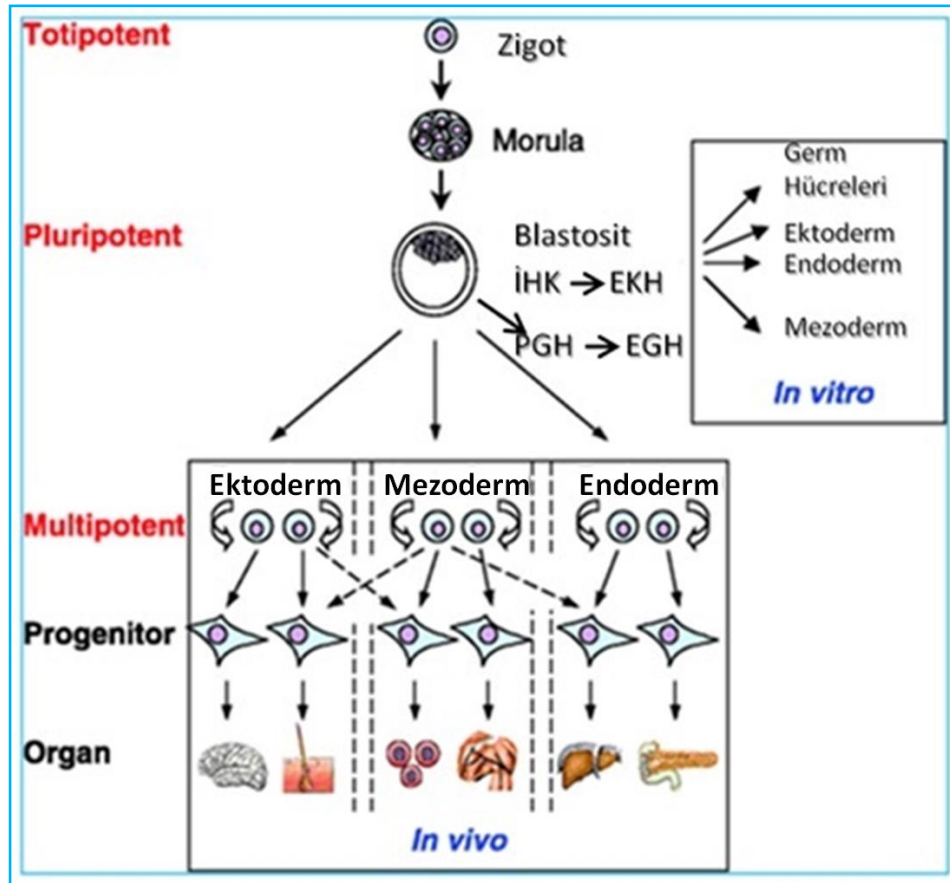 Totipotent
Zigot
Morula
Pluripotent
Blastosit
İHK → EKH
PGH → EGH
Germ
Hücreleri
Ektoderm
Endoderm
Mezoderm
In vitro
Ektoderm Mezoderm Endoderm
Multipotent
Progenitor
Organ
In vivo